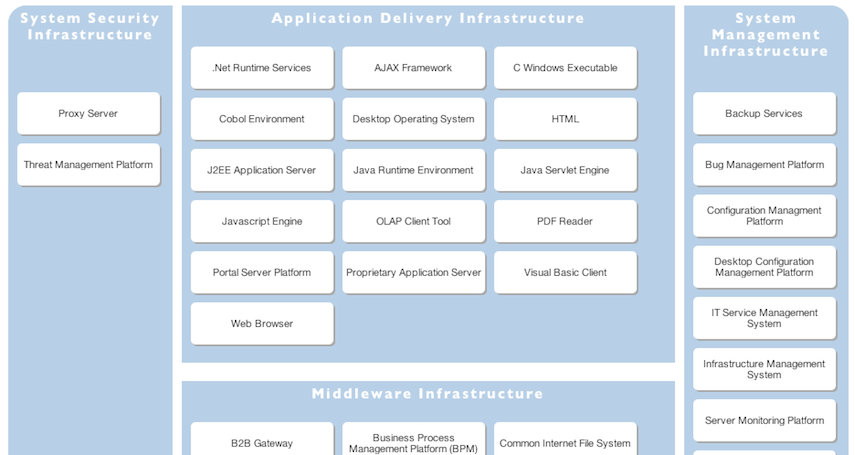 System Security
Infrastructure
Proxy Server
Threat Management Platform
Application Delivery Infrastructure
.Net Runtime Services
AJAX Framework
C Windows Executable
Cobol Environment
Desktop Operating System
HTML
J2EE Application Server
Java Runtime Environment
Java Servlet Engine
Javascript Engine
OLAP Client Tool
PDF Reader
Portal Server Platform
Proprietary Application Server
Visual Basic Client
Web Browser
Middleware Infrastructure
B2B Gateway
Business Process
Management Platform (BPM)
Common Internet File System
System
Management
Infrastructure
Backup Services
Bug Management Platform
Configuration Managment
Platform
Desktop Configuration
Management Platform
IT Service Management
System
Infrastructure Management
System
Server Monitoring Platform